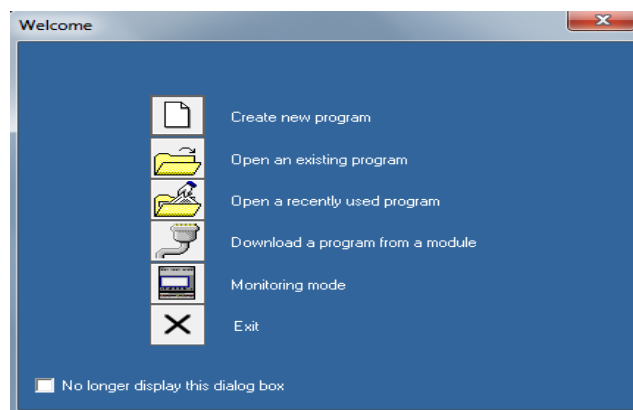 Welcome
Create new program
Open an existing program
Open a recently used program
Download a program from a module
Monitoring mode
Exit
No longer display this dialog box